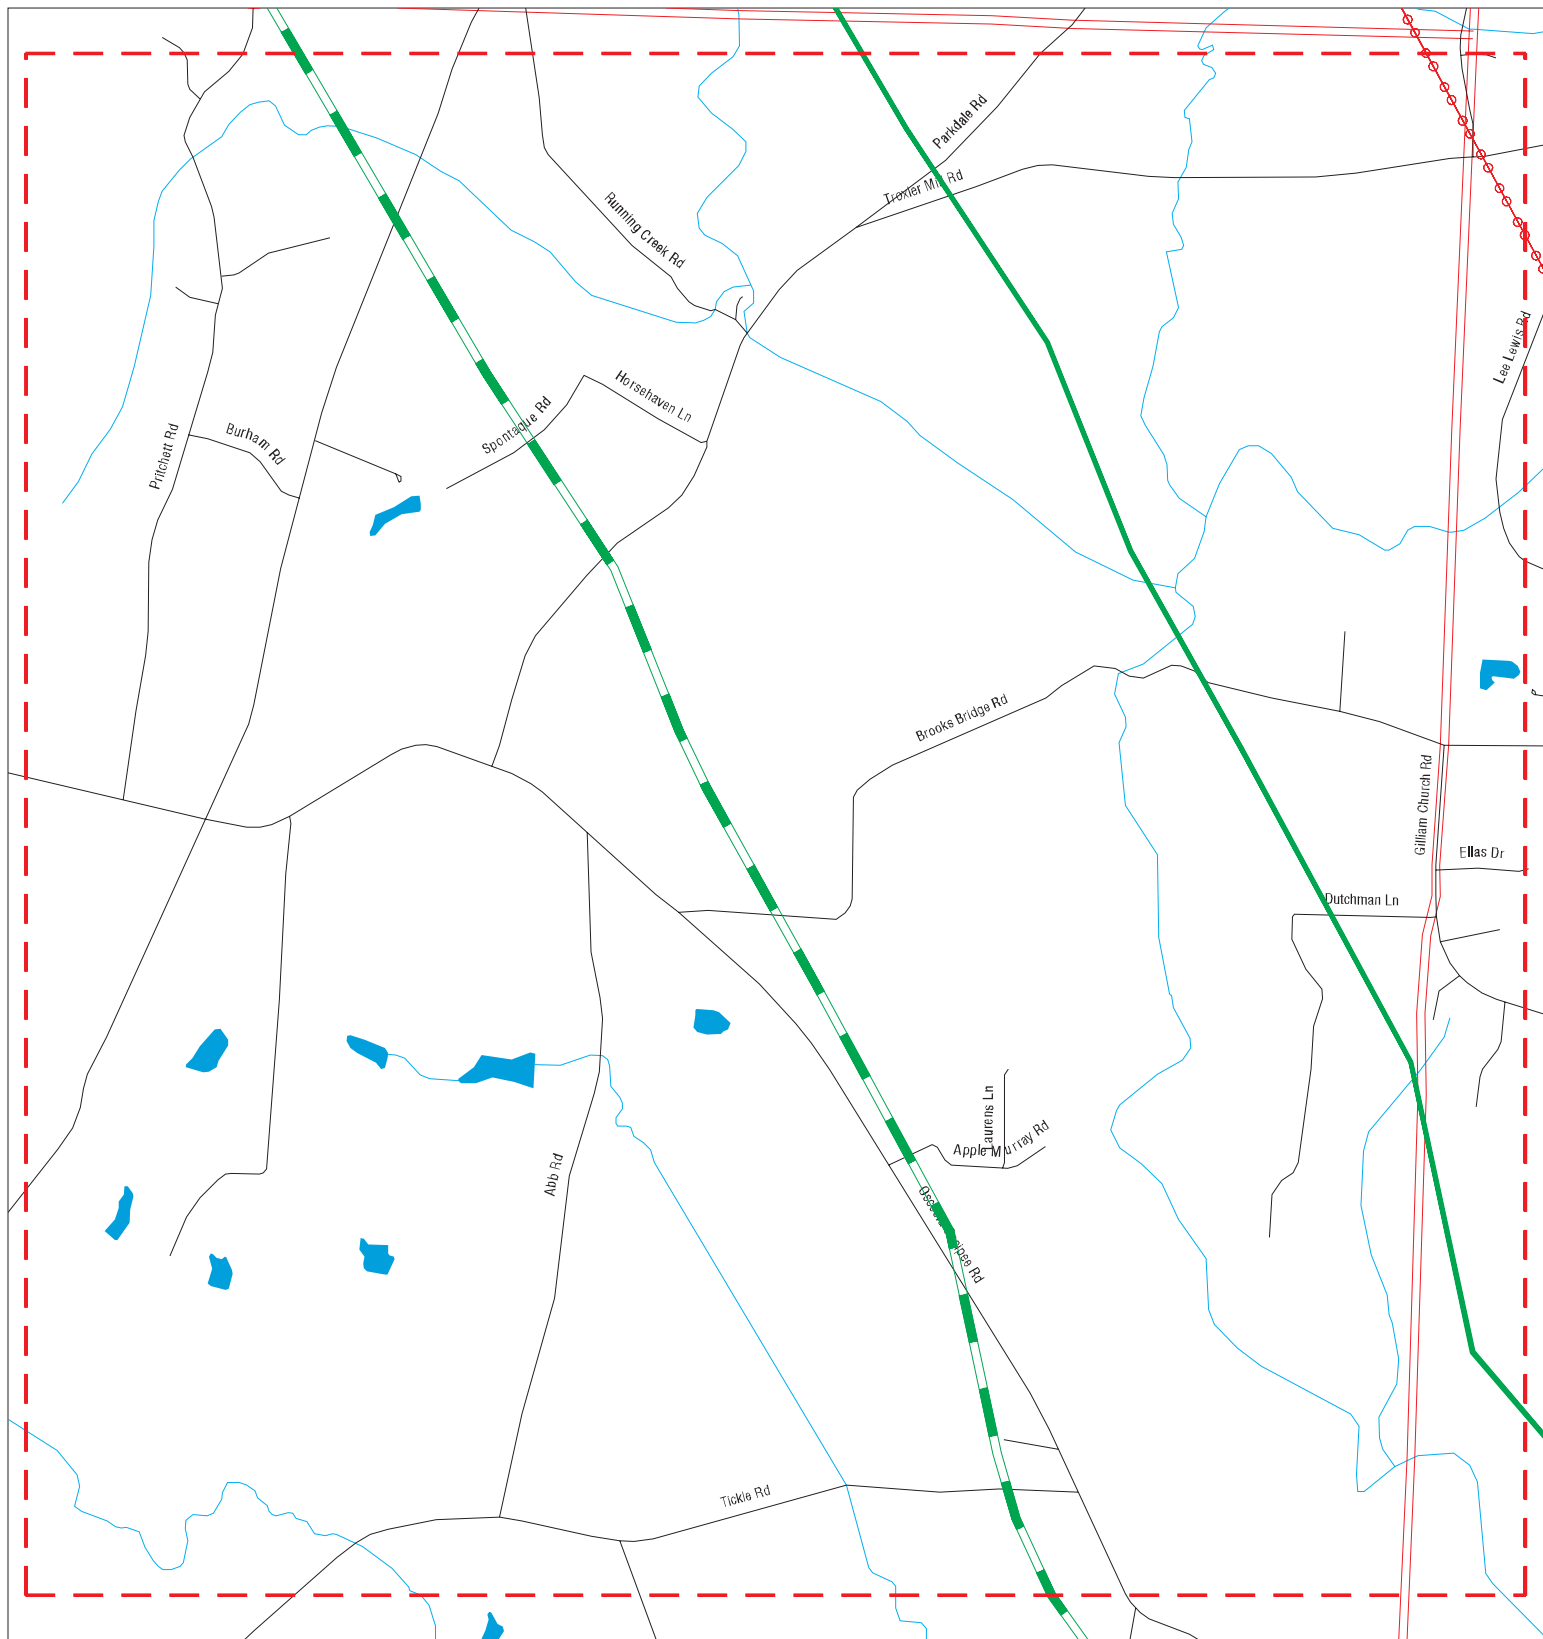 Parkdale Rd
Troxler Mill Rd
Running Creek Rd
Lee Lewis Rd
Horsehaven Ln
Spontaque Rd
Burham Rd
Pritchett Rd
Brooks Bridge Rd
Gilliam Church Rd
Ellas Dr
Dutchman Ln
Laurens Ln
Apple Murray Rd
Abb Rd
Rd
Tickle Rd